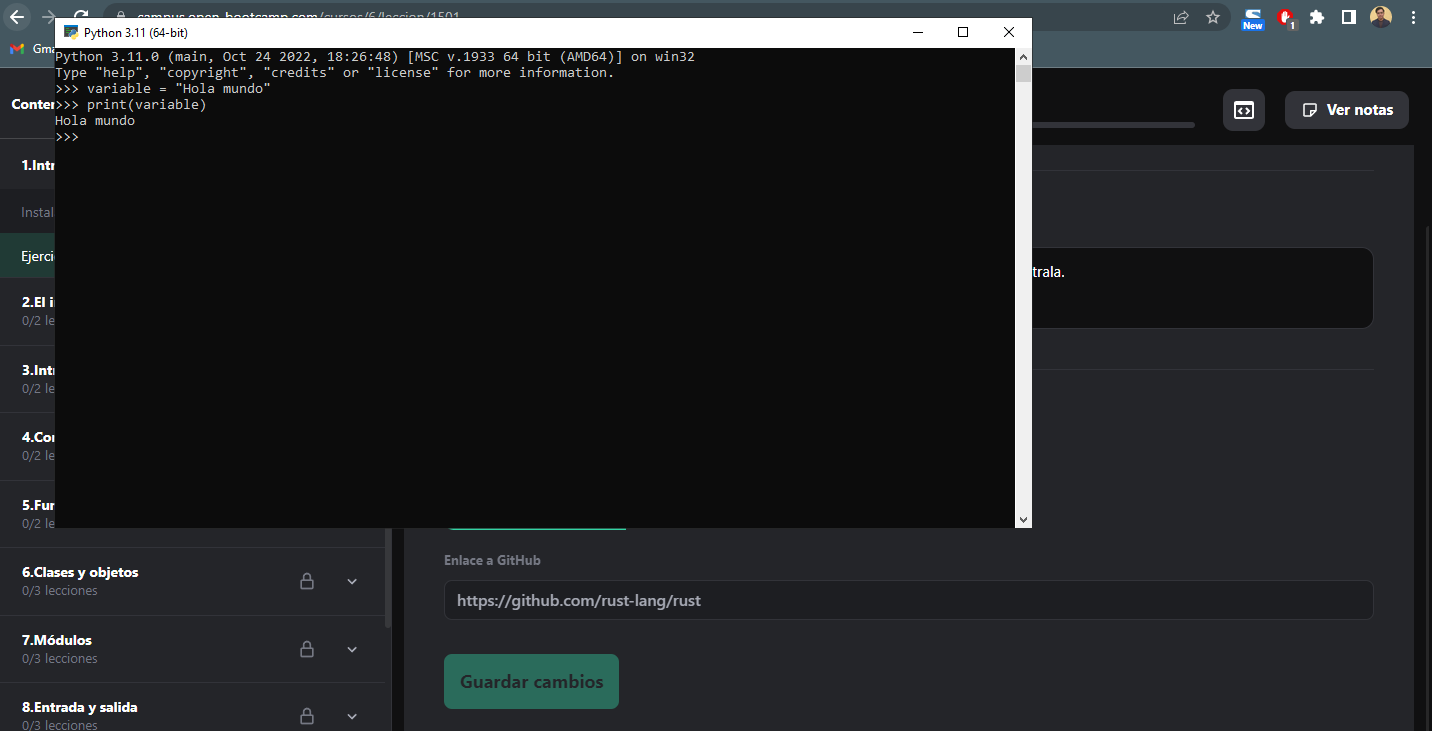 campus.open-bootcamp.com/cursos/6/leccion/1501
New
1
Python 3.11 (64-bit)
Python 3.11.0 (main, Oct 24 2022, 18:26:48) [MSC v.1933 64 bit (AMD64)] on win32
Type "help", "copyright", "credits" or "license" for more information.
>>> variable = "Hola mundo"
>>> print(variable)
Hola mundo
>>>
Ver notas
1.Intr
Instal
Ejerci
trala.
2.El i
0/2 le
3.Intr
0/2 le
4.Con
0/2 le
5.Fun
0/2 le
Enlace a GitHub
6.Clases y objetos
0/3 lecciones
https://github.com/rust-lang/rust
7.Módulos
0/3 lecciones
Guardar cambios
8.Entrada y salida
0/3 lecciones